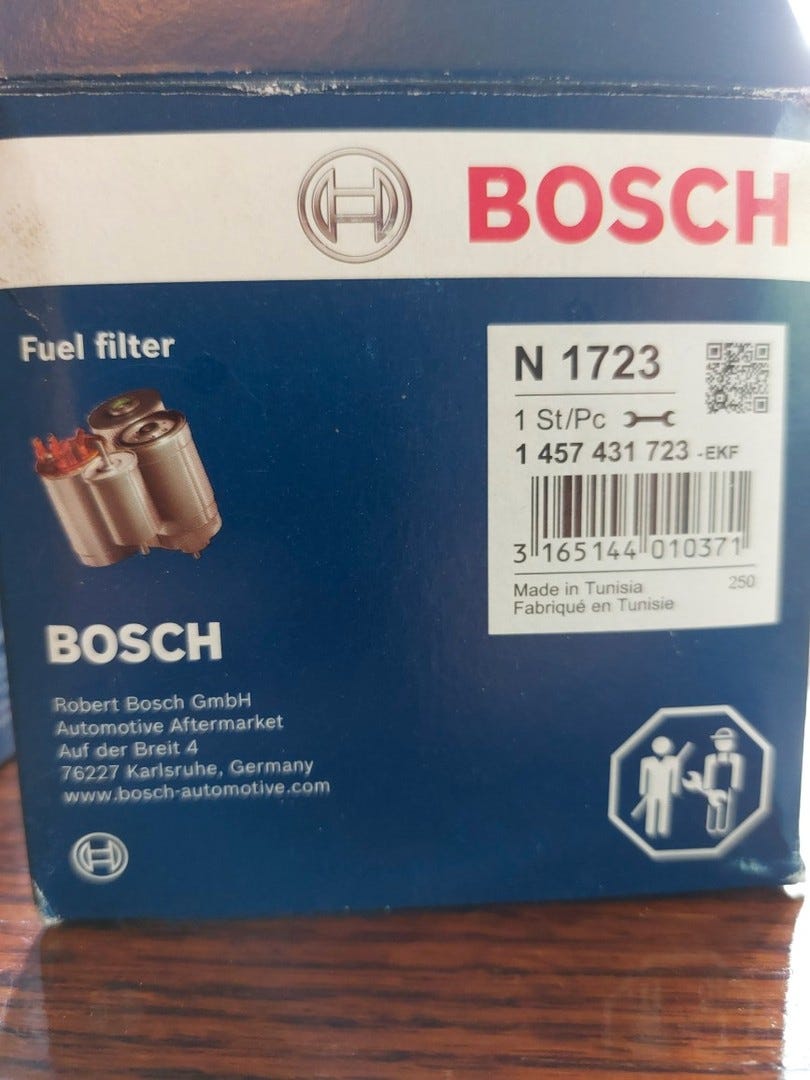 BOSCH
Fuel filter
N 1723
1 St/Pc
1 457 431 723 -EKF
3 165144 010371
Made in Tunisia 250
Fabriqué en Tunisie
BOSCH
Robert Bosch GmbH
Automotive Aftermarket
Auf der Breit 4
76227 Karlsruhe, Germany
www.bosch-automotive.com